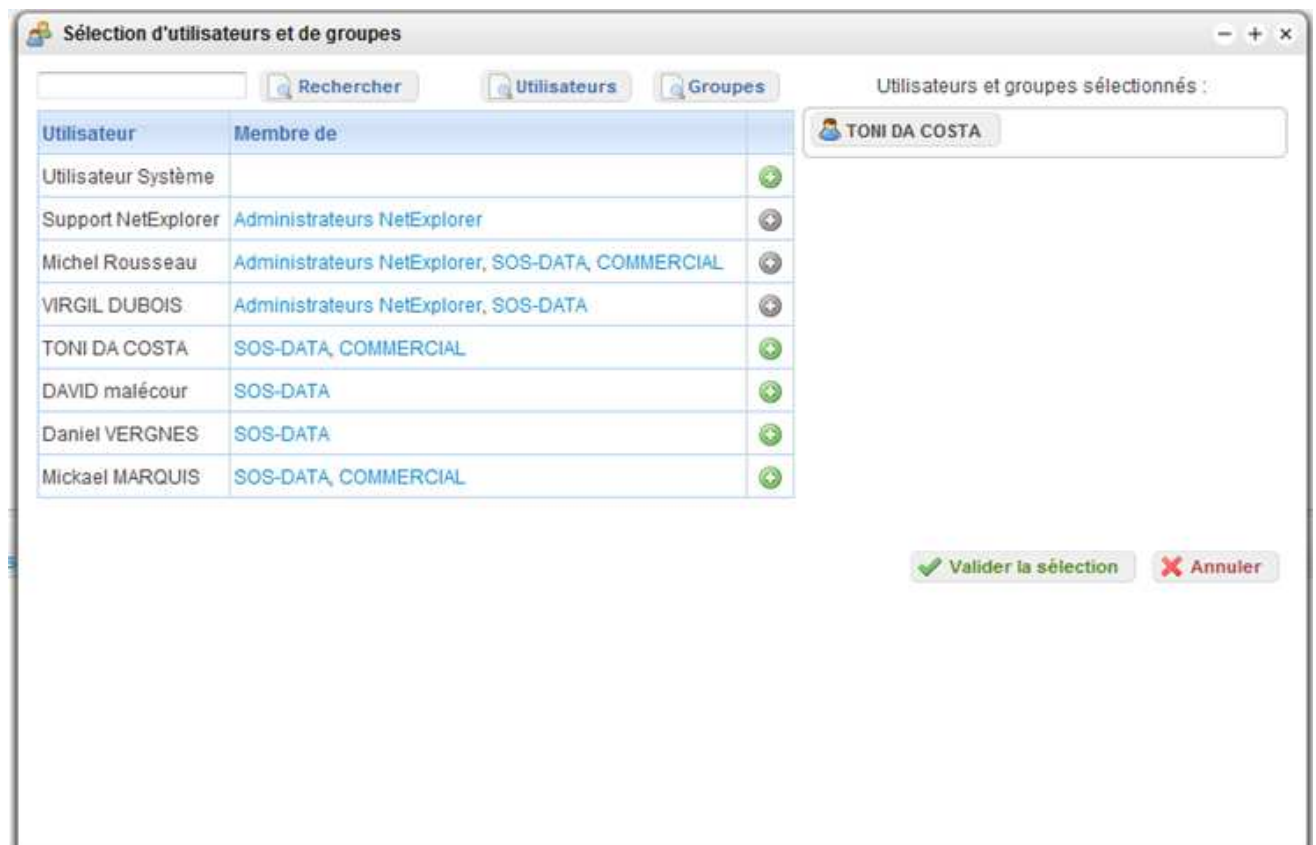 Sélection d'utilisateurs et de groupes
Rechercher Utilisateurs Groupes Utilisateurs et groupes sélectionnés :
Utilisateur Membre de TONI DA COSTA
Utilisateur Système
Support NetExplorer Administrateurs NetExplorer
Michel Rousseau Administrateurs NetExplorer, SOS-DATA, COMMERCIAL
VIRGIL DUBOIS Administrateurs NetExplorer, SOS-DATA
TONI DA COSTA SOS-DATA, COMMERCIAL
DAVID malécour SOS-DATA
Daniel VERGNES SOS-DATA
Mickael MARQUIS SOS-DATA, COMMERCIAL
Valider la sélection Annuler